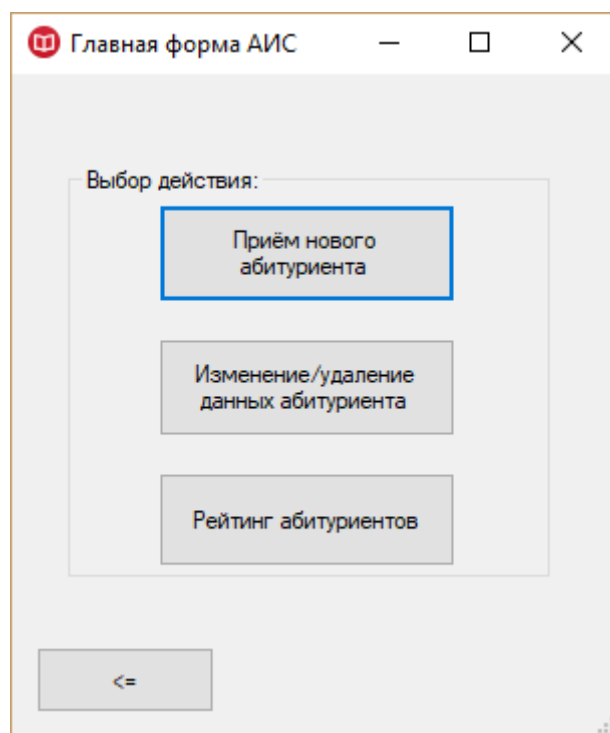 Главная форма АИС
Выбор действия:
Приём нового
абитуриента
Изменение/удаление
данных абитуриента
Рейтинг абитуриентов
<=